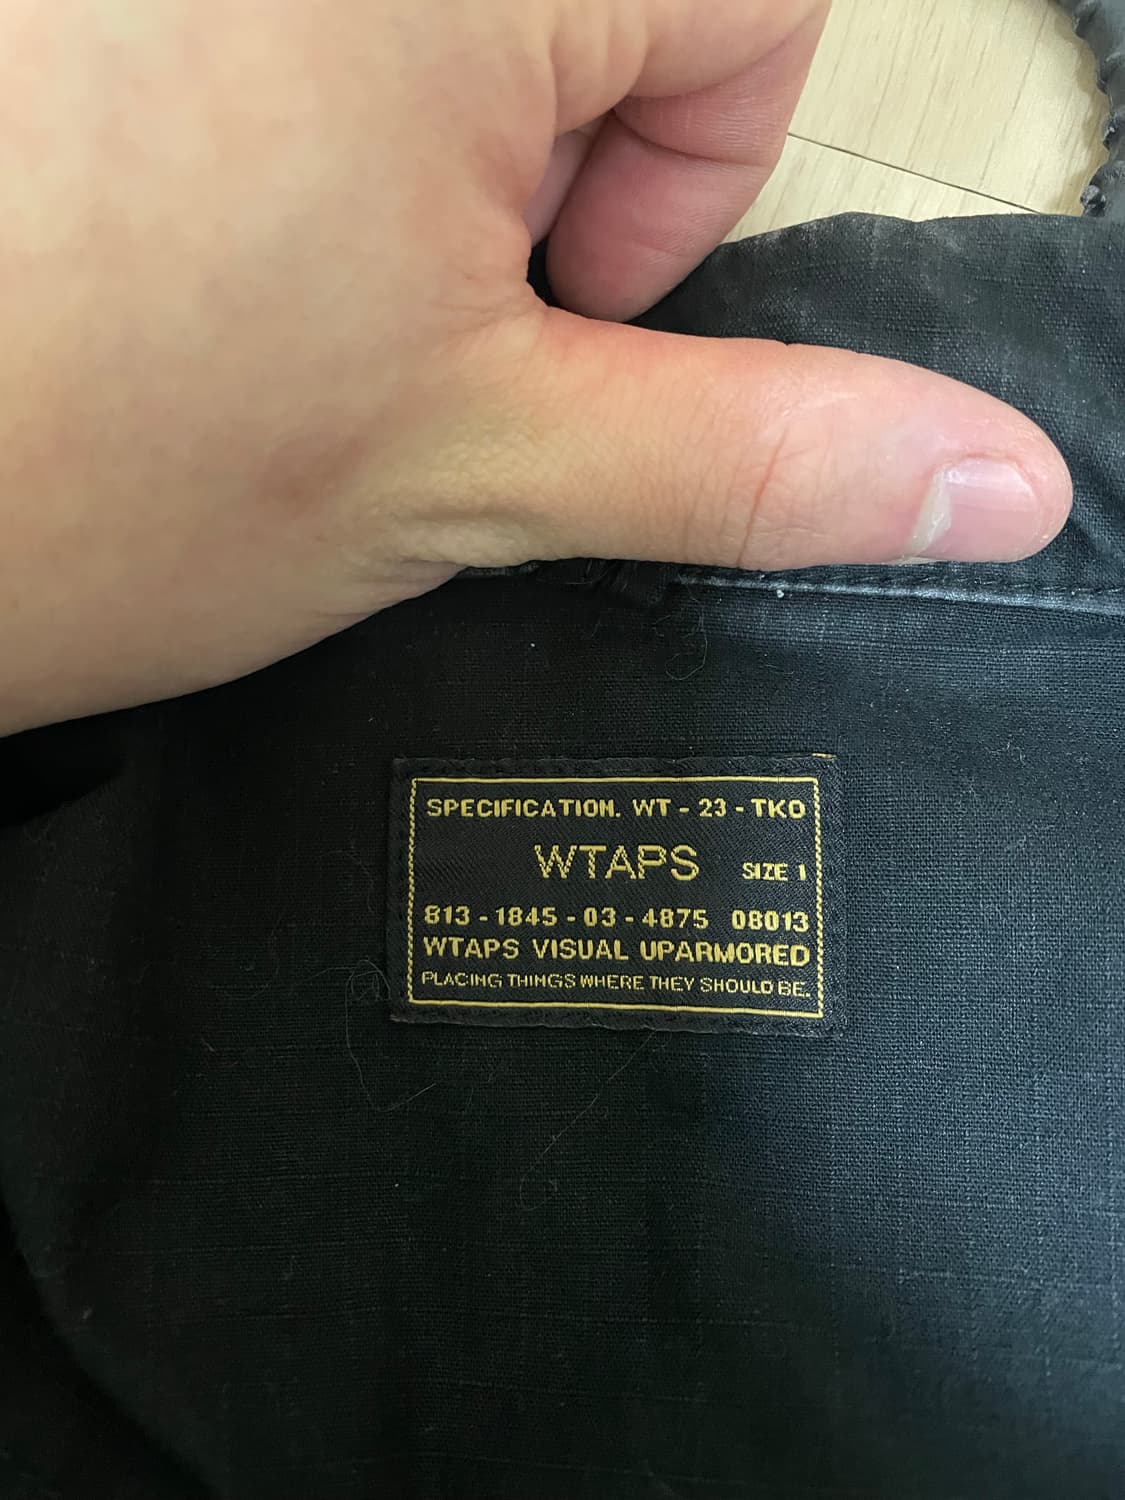 SPECIFICATION. WT - 23 - TKO
WTAPS SIZE 1
813 - 1845 - 03 - 4875 08013
WTAPS VISUAL UPARMORED
PLACING THINGS WHERE THEY SHOULD BE.